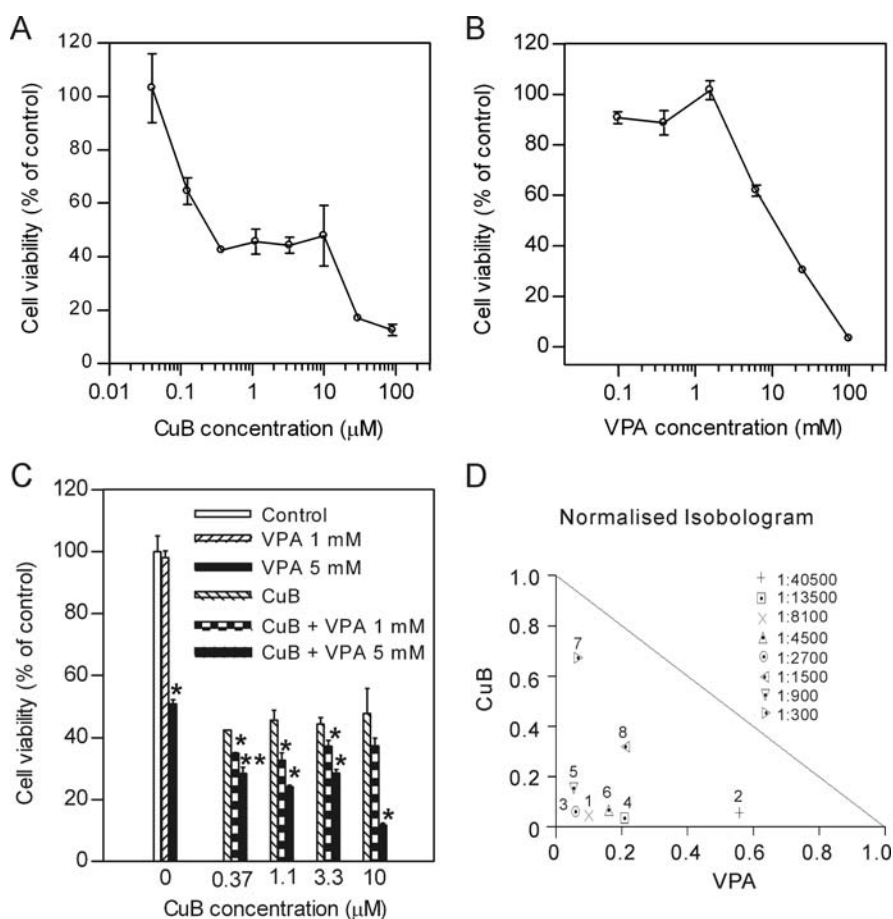 A
120
100
80
60
40
20
0
Cell viability (% of control)
0.01 0.1 1 10 100
CuB concentration (μM)
B
120
100
80
60
40
20
0
Cell viability (% of control)
0.1 1 10 100
VPA concentration (mM)
C
120
100
80
60
40
20
0
Cell viability (% of control)
Control
VPA 1 mM
VPA 5 mM
CuB
CuB + VPA 1 mM
CuB + VPA 5 mM
*
*
**
*
*
*
*
*
0 0.37 1.1 3.3 10
CuB concentration (μM)
D
Normalised Isobologram
1.0
0.8
0.6
0.4
0.2
0
CuB
1:40500
1:13500
1:8100
1:4500
1:2700
1:1500
1:900
1:300
7
8
5
3 1 6 4 2
0 0.2 0.4 0.6 0.8 1.0
VPA